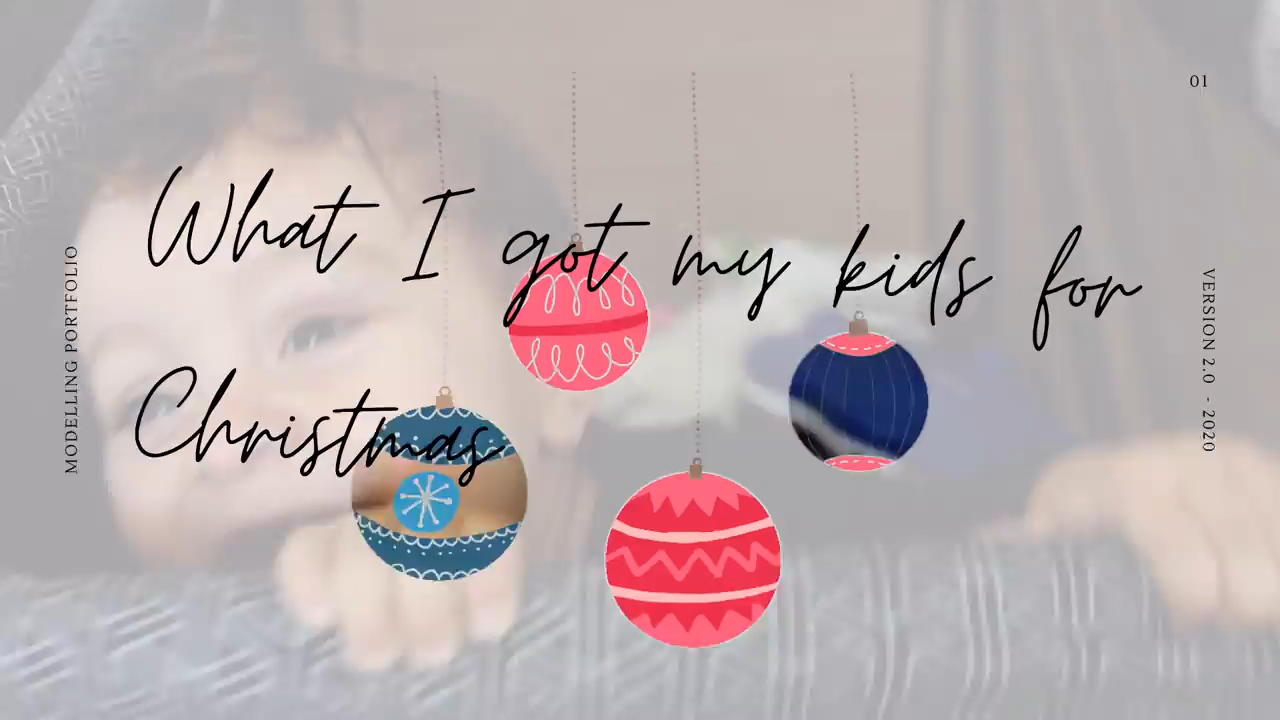 01
What I got my kids for
Christmas
MODELLING PORTFOLIO
VERSION 2.0 - 2020